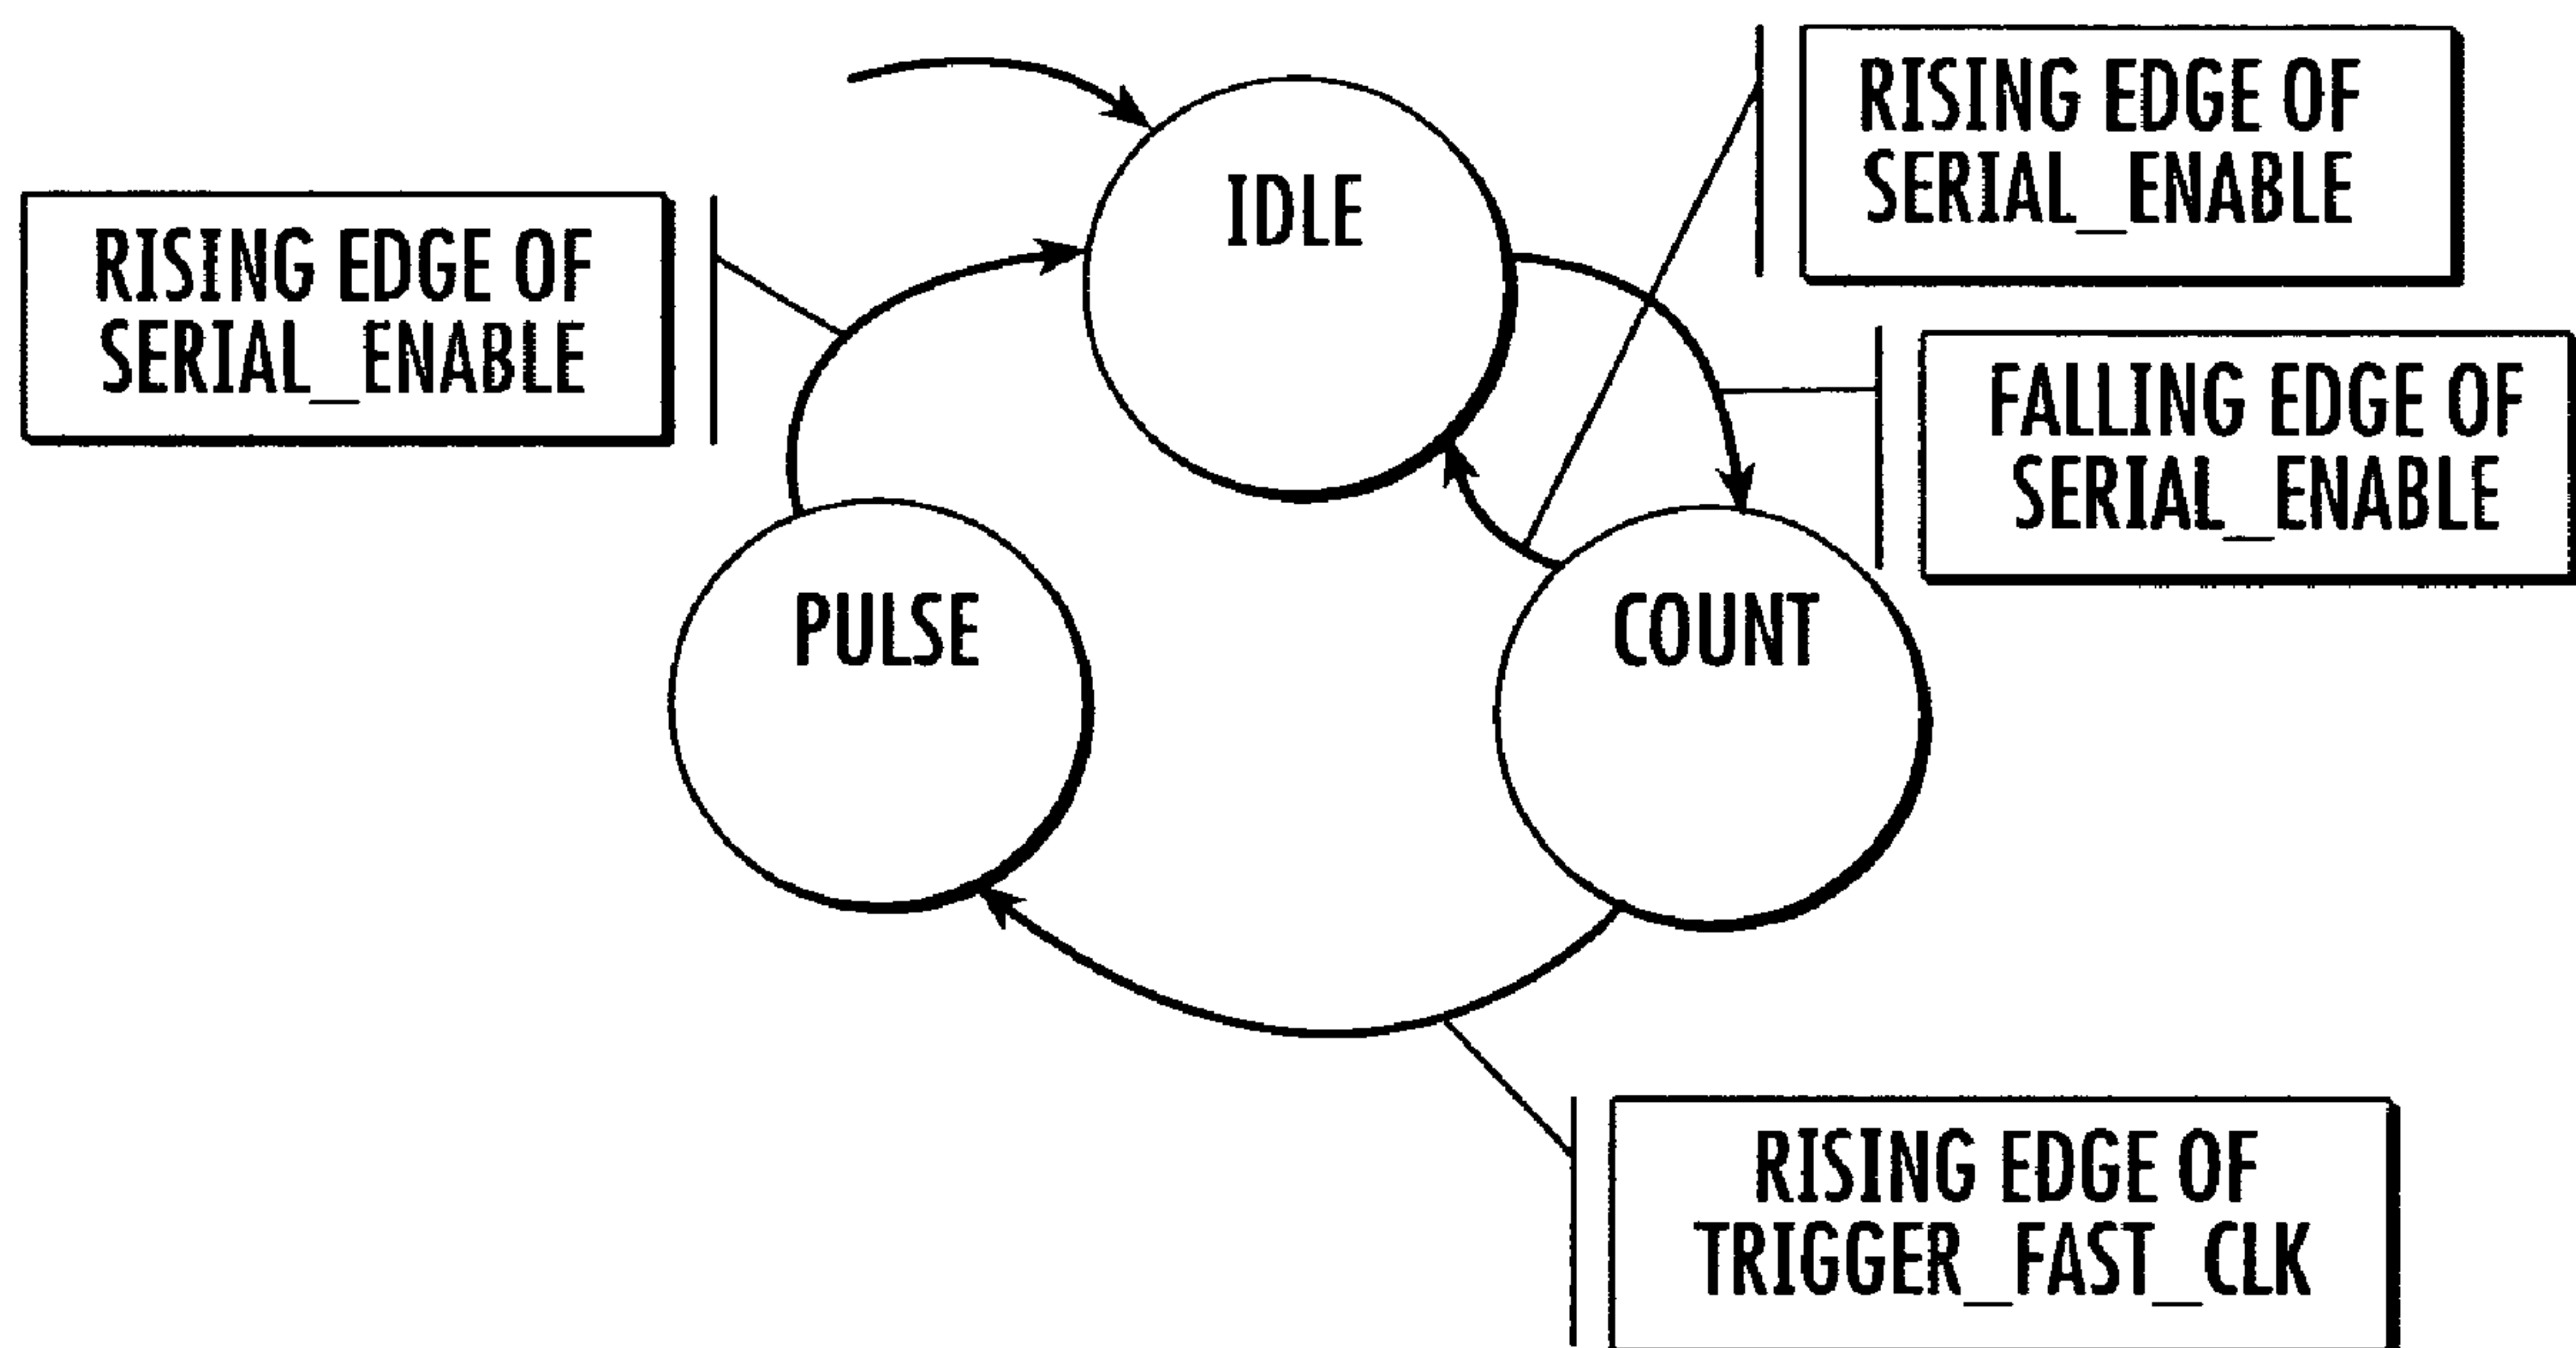 RISING EDGE OF
SERIAL_ENABLE
IDLE
RISING EDGE OF
SERIAL_ENABLE
FALLING EDGE OF
SERIAL_ENABLE
PULSE
COUNT
RISING EDGE OF
TRIGGER_FAST_CLK